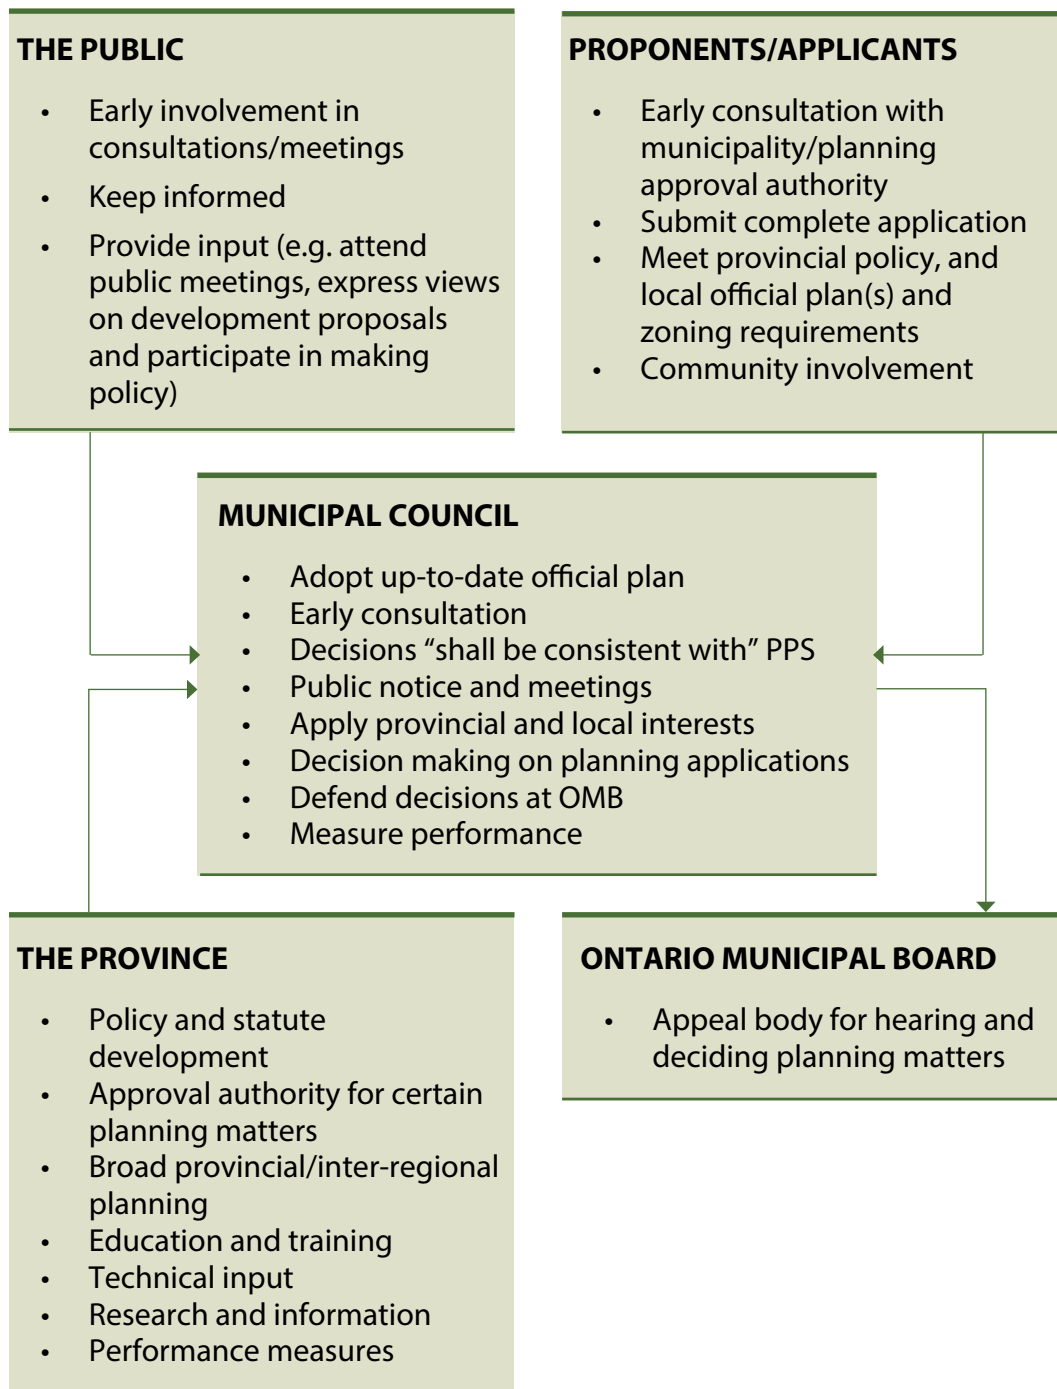 THE PUBLIC
• Early involvement in
consultations/meetings
• Keep informed
• Provide input (e.g. attend
public meetings, express views
on development proposals
and participate in making
policy)
PROPONENTS/APPLICANTS
• Early consultation with
municipality/planning
approval authority
• Submit complete application
• Meet provincial policy, and
local official plan(s) and
zoning requirements
• Community involvement
MUNICIPAL COUNCIL
• Adopt up-to-date official plan
• Early consultation
• Decisions “shall be consistent with” PPS
• Public notice and meetings
• Apply provincial and local interests
• Decision making on planning applications
• Defend decisions at OMB
• Measure performance
THE PROVINCE
• Policy and statute
development
• Approval authority for certain
planning matters
• Broad provincial/inter-regional
planning
• Education and training
• Technical input
• Research and information
• Performance measures
ONTARIO MUNICIPAL BOARD
• Appeal body for hearing and
deciding planning matters